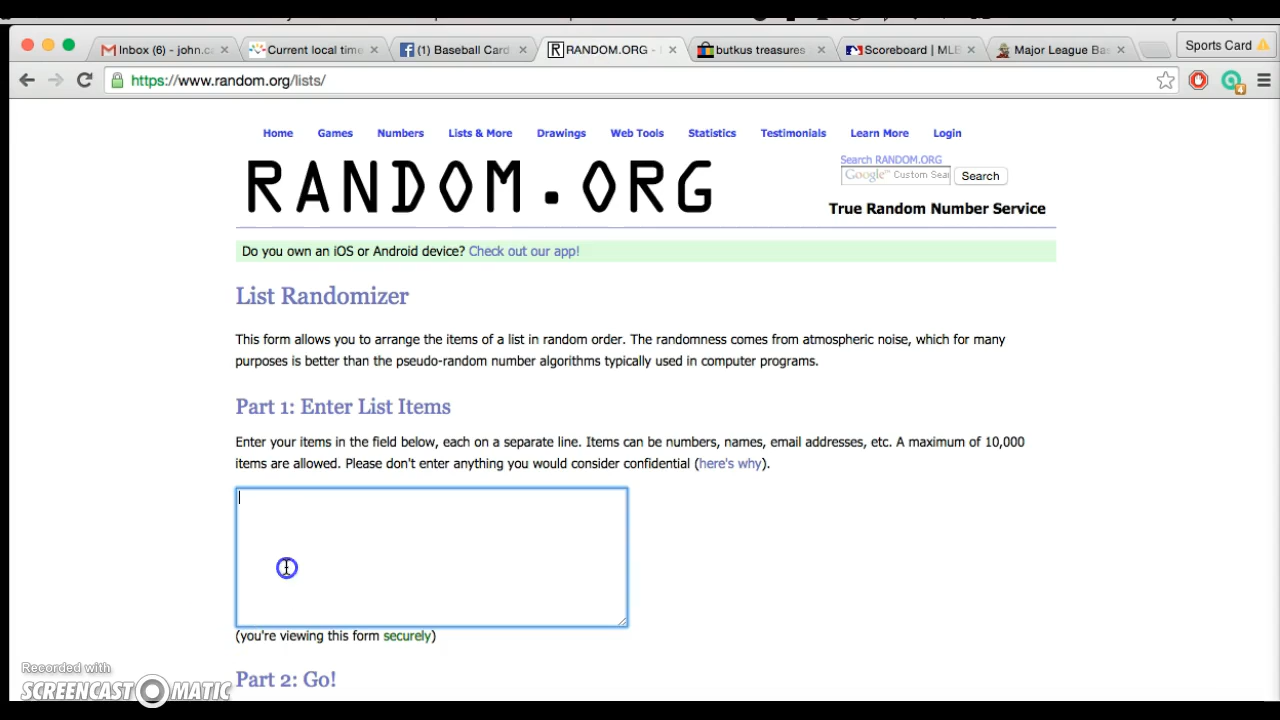 Inbox (6) - john.c
Current local time
(1) Baseball Card
RANDOM.ORG -
butkus treasures
Scoreboard | ML
Major League Ba
Sports Card
https://www.random.org/lists/
4
Home Games Numbers Lists & More Drawings Web Tools Statistics Testimonials Learn More Login
RANDOM.ORG
Search RANDOM.ORG
Google™ Custom Sea
Search
True Random Number Service
Do you own an iOS or Android device? Check out our app!
List Randomizer
This form allows you to arrange the items of a list in random order. The randomness comes from atmospheric noise, which for many
purposes is better than the pseudo-random number algorithms typically used in computer programs.
Part 1: Enter List Items
Enter your items in the field below, each on a separate line. Items can be numbers, names, email addresses, etc. A maximum of 10,000
items are allowed. Please don't enter anything you would consider confidential (here's why).
(you're viewing this form securely)
Part 2: Go!
Recorded with
SCREENCAST-O-MATIC